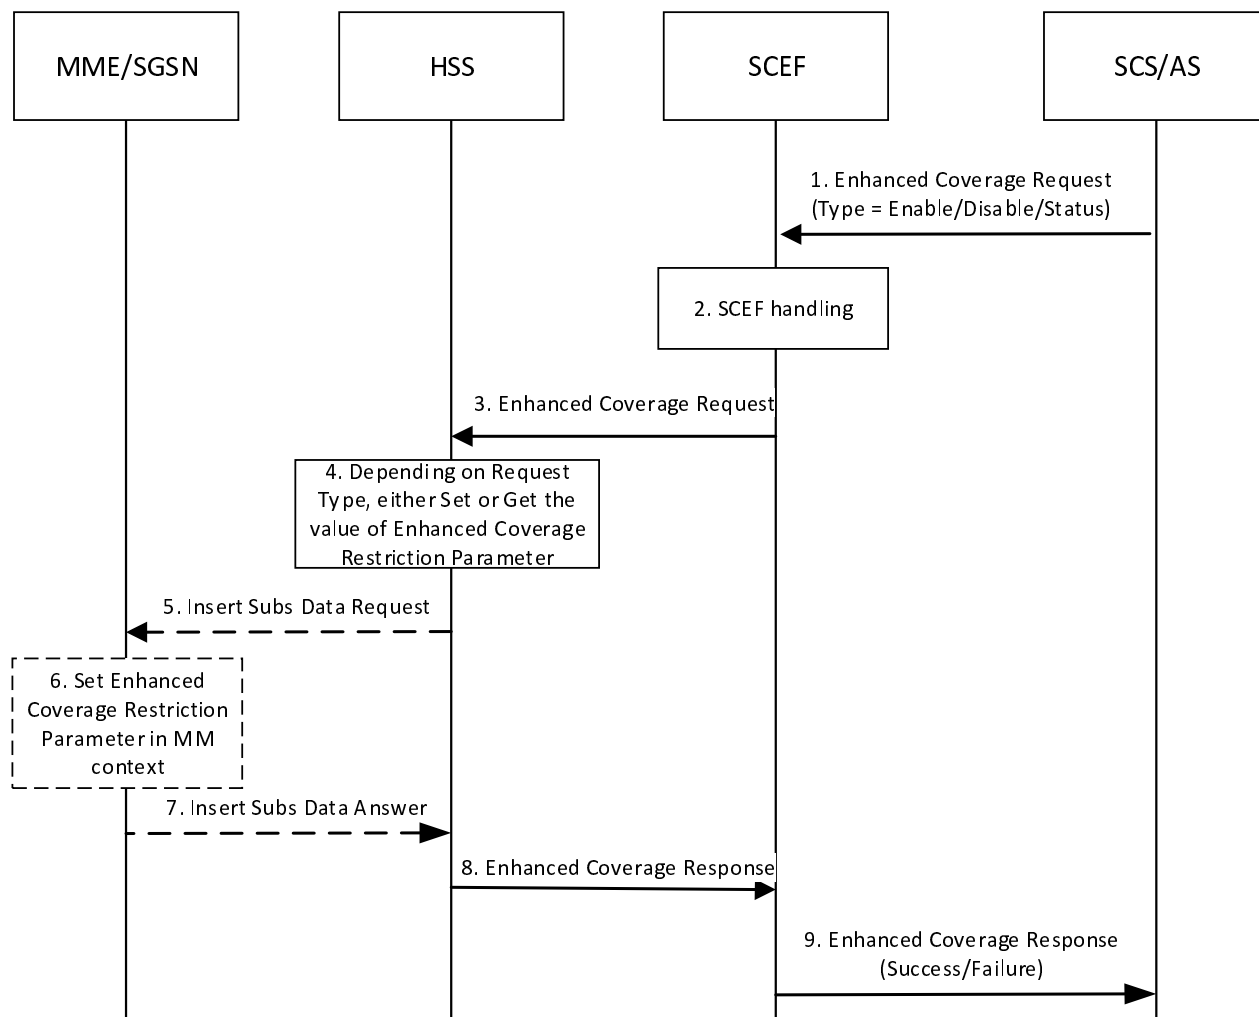 MME/SGSN
HSS
SCEF
SCS/AS
1. Enhanced Coverage Request
(Type = Enable/Disable/Status)
2. SCEF handling
3. Enhanced Coverage Request
4. Depending on Request
Type, either Set or Get the
value of Enhanced Coverage
Restriction Parameter
5. Insert Subs Data Request
6. Set Enhanced
Coverage Restriction
Parameter in MM
context
7. Insert Subs Data Answer
8. Enhanced Coverage Response
9. Enhanced Coverage Response
(Success/Failure)